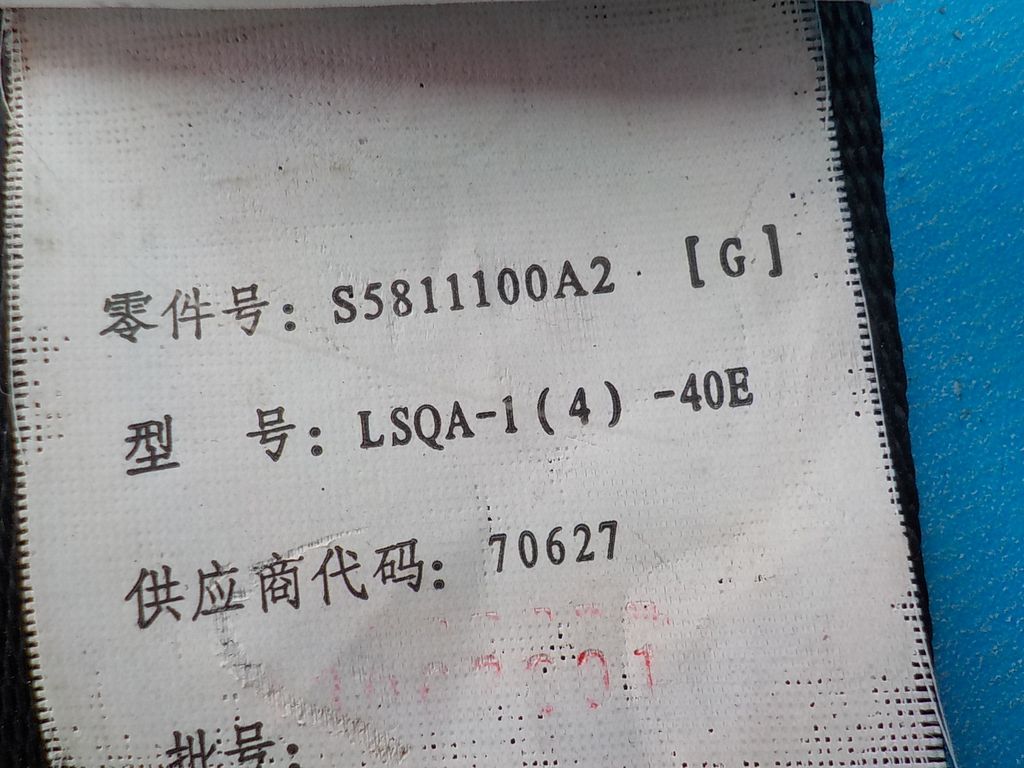 零件号：S5811100A2 [G]
型 号：LSQA-1(4)-40E
供应商代码：70627
批号：